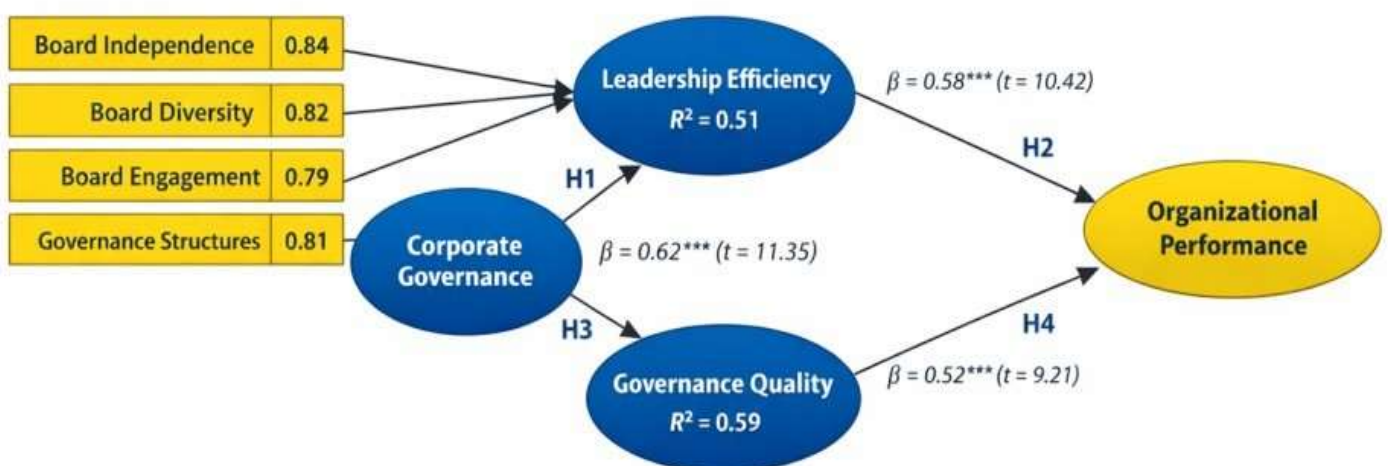 Board Independence 0.84
Board Diversity 0.82
Board Engagement 0.79
Governance Structures 0.81
Leadership Efficiency
R² = 0.51
β = 0.58*** (t = 10.42)
H1
H2
Corporate
Governance
β = 0.62*** (t = 11.35)
Organizational
Performance
H3
H4
Governance Quality
R² = 0.59
β = 0.52*** (t = 9.21)